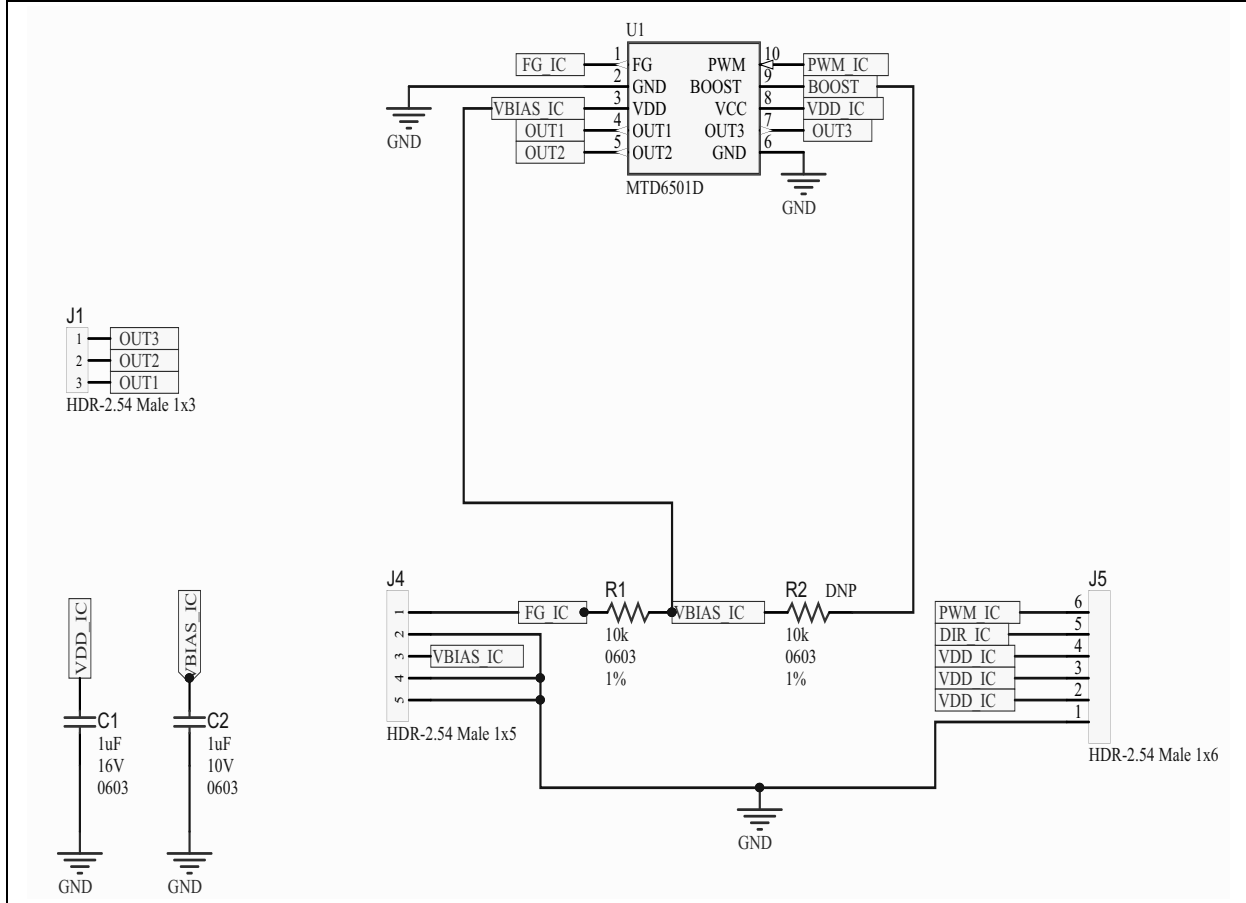 U1
FG_IC 1 FG PWM 10 PWM_IC
2 GND BOOST 9 BOOST
VBIAS_IC 3 VDD VCC 8 VDD_IC
OUT1 4 OUT1 OUT3 7 OUT3
OUT2 5 OUT2 GND 6
GND
MTD6501D
GND
J1
1 OUT3
2 OUT2
3 OUT1
HDR-2.54 Male 1x3
VDD_IC
C1
1uF
16V
0603
GND
VBIAS_IC
C2
1uF
10V
0603
GND
J4
1 FG_IC
2
3 VBIAS_IC
4
5
HDR-2.54 Male 1x5
R1
10k
0603
1%
VBIAS_IC
R2 DNP
10k
0603
1%
GND
J5
PWM_IC 6
DIR_IC 5
VDD_IC 4
VDD_IC 3
VDD_IC 2
1
HDR-2.54 Male 1x6